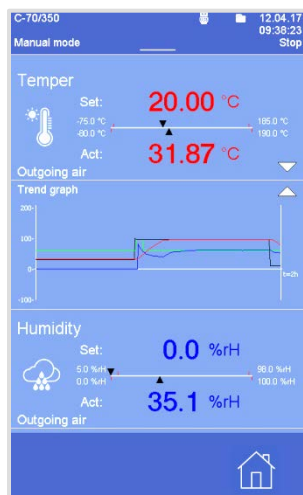 C-70/350
12.04.17
09:38:23
Manual mode
Stop
Temper
Set: 20.00 °C
-75.0 °C 185.0 °C
-80.0 °C 190.0 °C
Act: 31.87 °C
Outgoing air
Trend graph
200-
100-
0-
t=2h
-100-
Humidity
Set: 0.0 %rH
5.0 %rH 98.0 %rH
0.0 %rH 100.0 %rH
Act: 35.1 %rH
Outgoing air